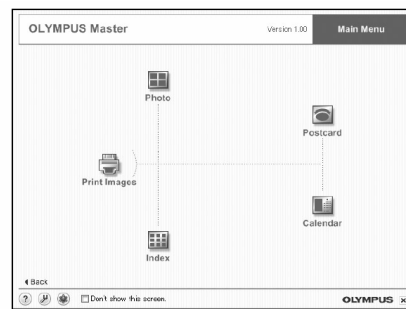 OLYMPUS Master
Version 1.00
Main Menu
Photo
Postcard
Print Images
Calendar
Index
Back
? Don't show this screen.
OLYMPUS